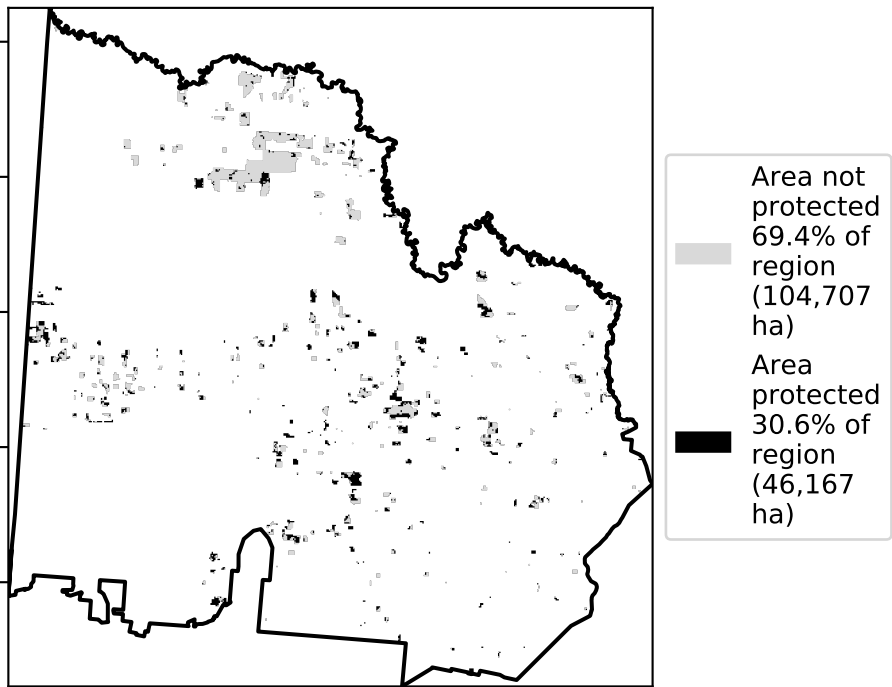 Area not
protected
69.4% of
region
(104,707
ha)
Area
protected
30.6% of
region
(46,167
ha)